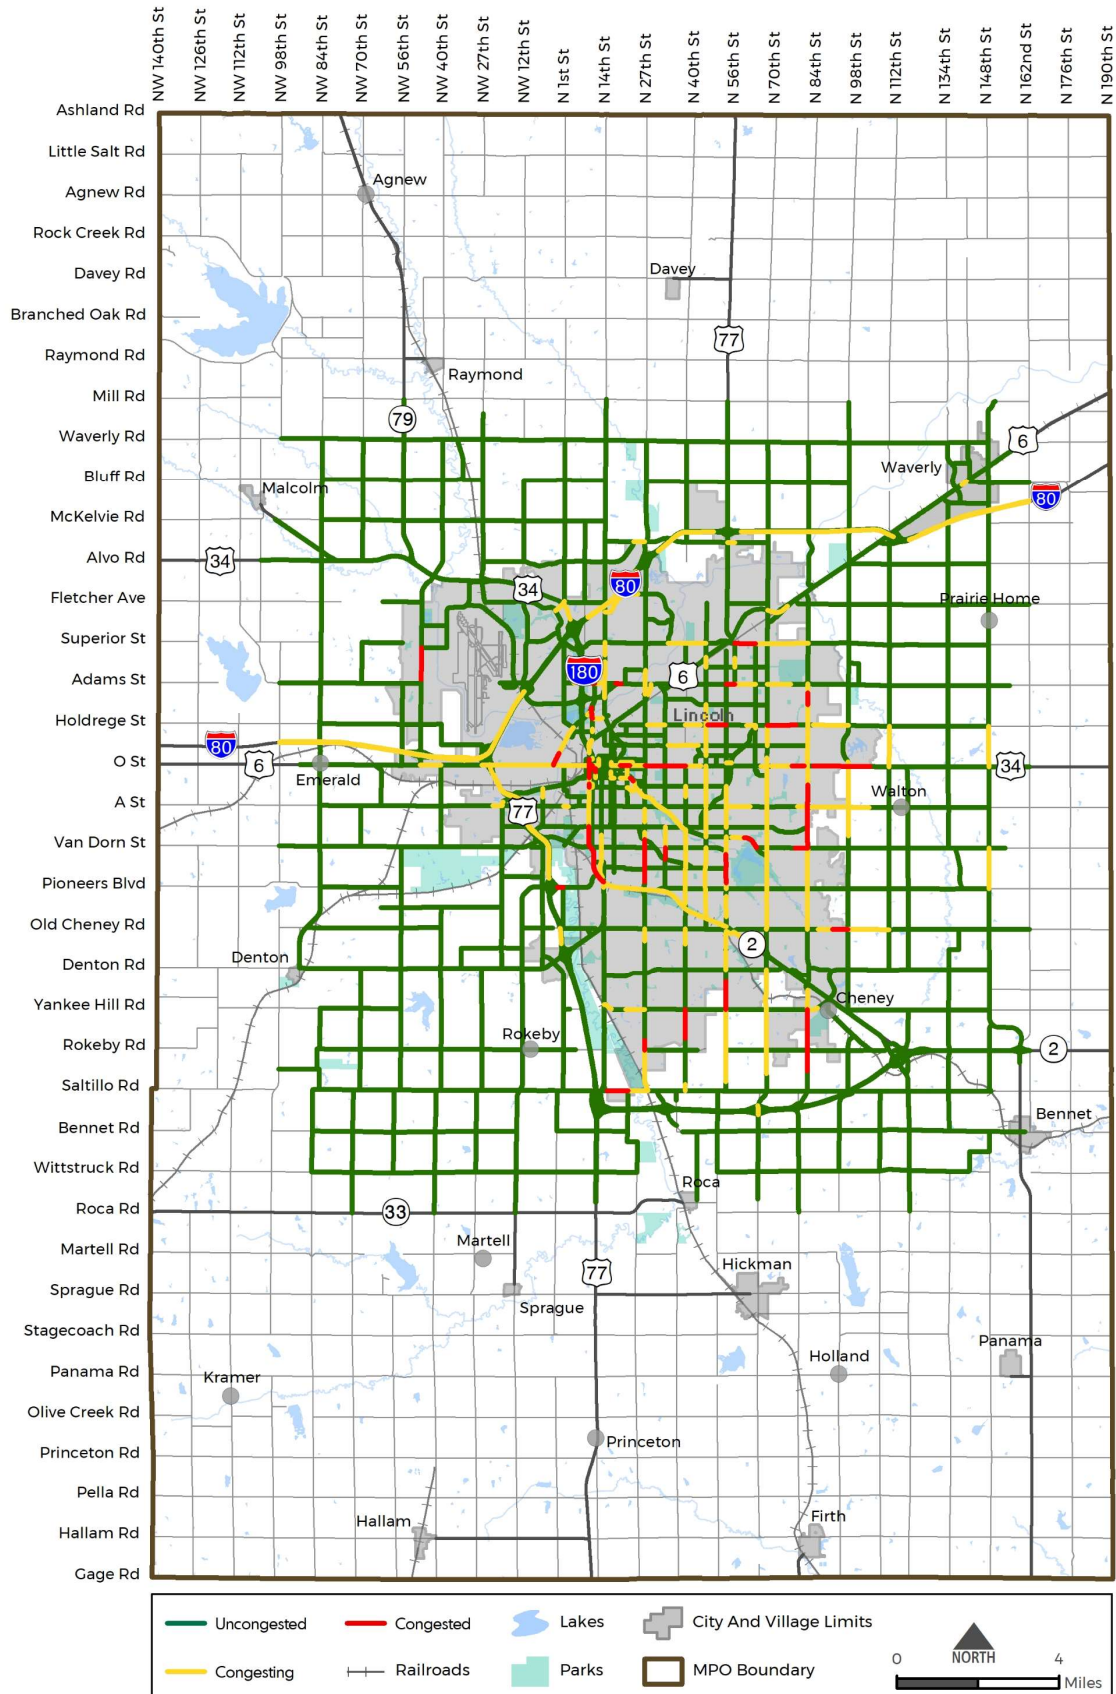 NW 140th St
NW 126th St
NW 112th St
NW 98th St
NW 84th St
NW 70th St
NW 56th St
NW 40th St
NW 27th St
NW 12th St
N 1st St
N 14th St
N 27th St
N 40th St
N 56th St
N 70th St
N 84th St
N 98th St
N 112th St
N 134th St
N 148th St
N 162nd St
N 176th St
N 190th St
Ashland Rd
Little Salt Rd
Agnew Rd
Agnew
Rock Creek Rd
Davey Rd
Davey
Branched Oak Rd
77
Raymond Rd
Raymond
Mill Rd
79
Waverly Rd
6
Waverly
Bluff Rd
Malcolm
80
McKelvie Rd
Alvo Rd
34
34
80
Fletcher Ave
Prairie Home
Superior St
180
6
Adams St
Holdrege St
Lincoln
80
O St
6
Emerald
34
A St
77
Walton
Van Dorn St
Pioneers Blvd
Old Cheney Rd
2
Denton
Denton Rd
Yankee Hill Rd
Cheney
Rokeby
Rokeby Rd
2
Saltillo Rd
Bennet
Bennet Rd
Wittstruck Rd
Roca
Roca Rd
33
Martell
Martell Rd
77
Hickman
Sprague Rd
Sprague
Stagecoach Rd
Panama
Holland
Panama Rd
Kramer
Olive Creek Rd
Princeton
Princeton Rd
Pella Rd
Hallam
Firth
Hallam Rd
Gage Rd
Uncongested
Congested
Lakes
City And Village Limits
Congesting
Railroads
Parks
MPO Boundary
NORTH
0
4
Miles